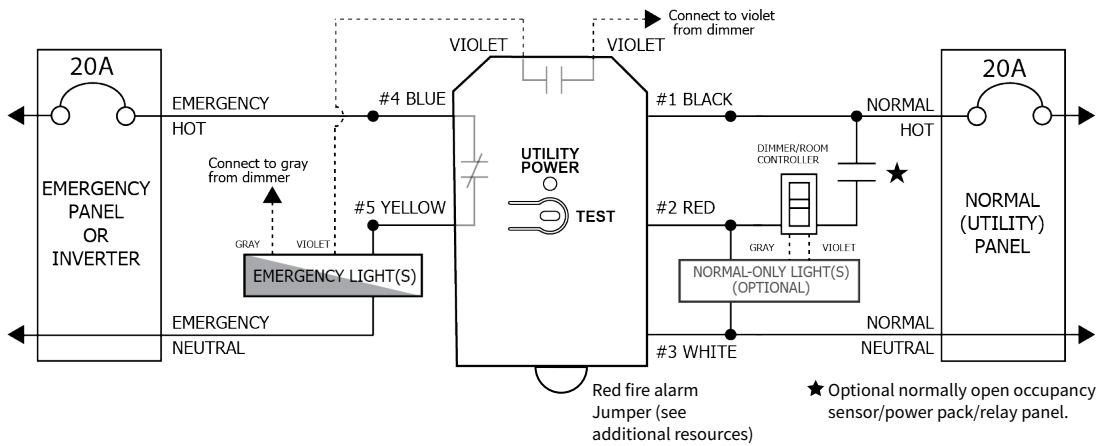 Connect to violet
from dimmer
VIOLET
VIOLET
20A
20A
#4 BLUE
#1 BLACK
EMERGENCY
HOT
NORMAL
HOT
DIMMER/ROOM
CONTROLLER
Connect to gray
from dimmer
UTILITY
POWER
★
EMERGENCY
PANEL
OR
INVERTER
NORMAL
(UTILITY)
PANEL
#5 YELLOW
TEST
#2 RED
GRAY
VIOLET
GRAY
VIOLET
EMERGENCY LIGHT(S)
NORMAL-ONLY LIGHT(S)
(OPTIONAL)
EMERGENCY
NEUTRAL
NORMAL
NEUTRAL
#3 WHITE
Red fire alarm
Jumper (see
additional resources)
★ Optional normally open occupancy
sensor/power pack/relay panel.